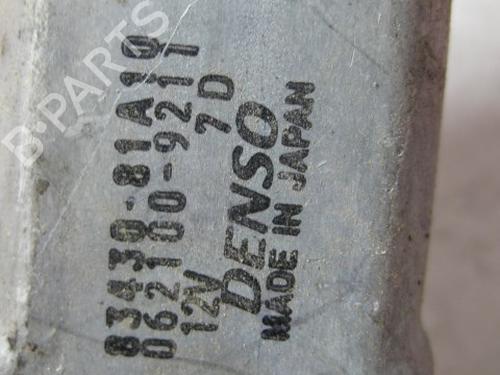 83430-81A10
062100-9211
12V 7D
DENSO
MADE IN JAPAN
B-PARTS